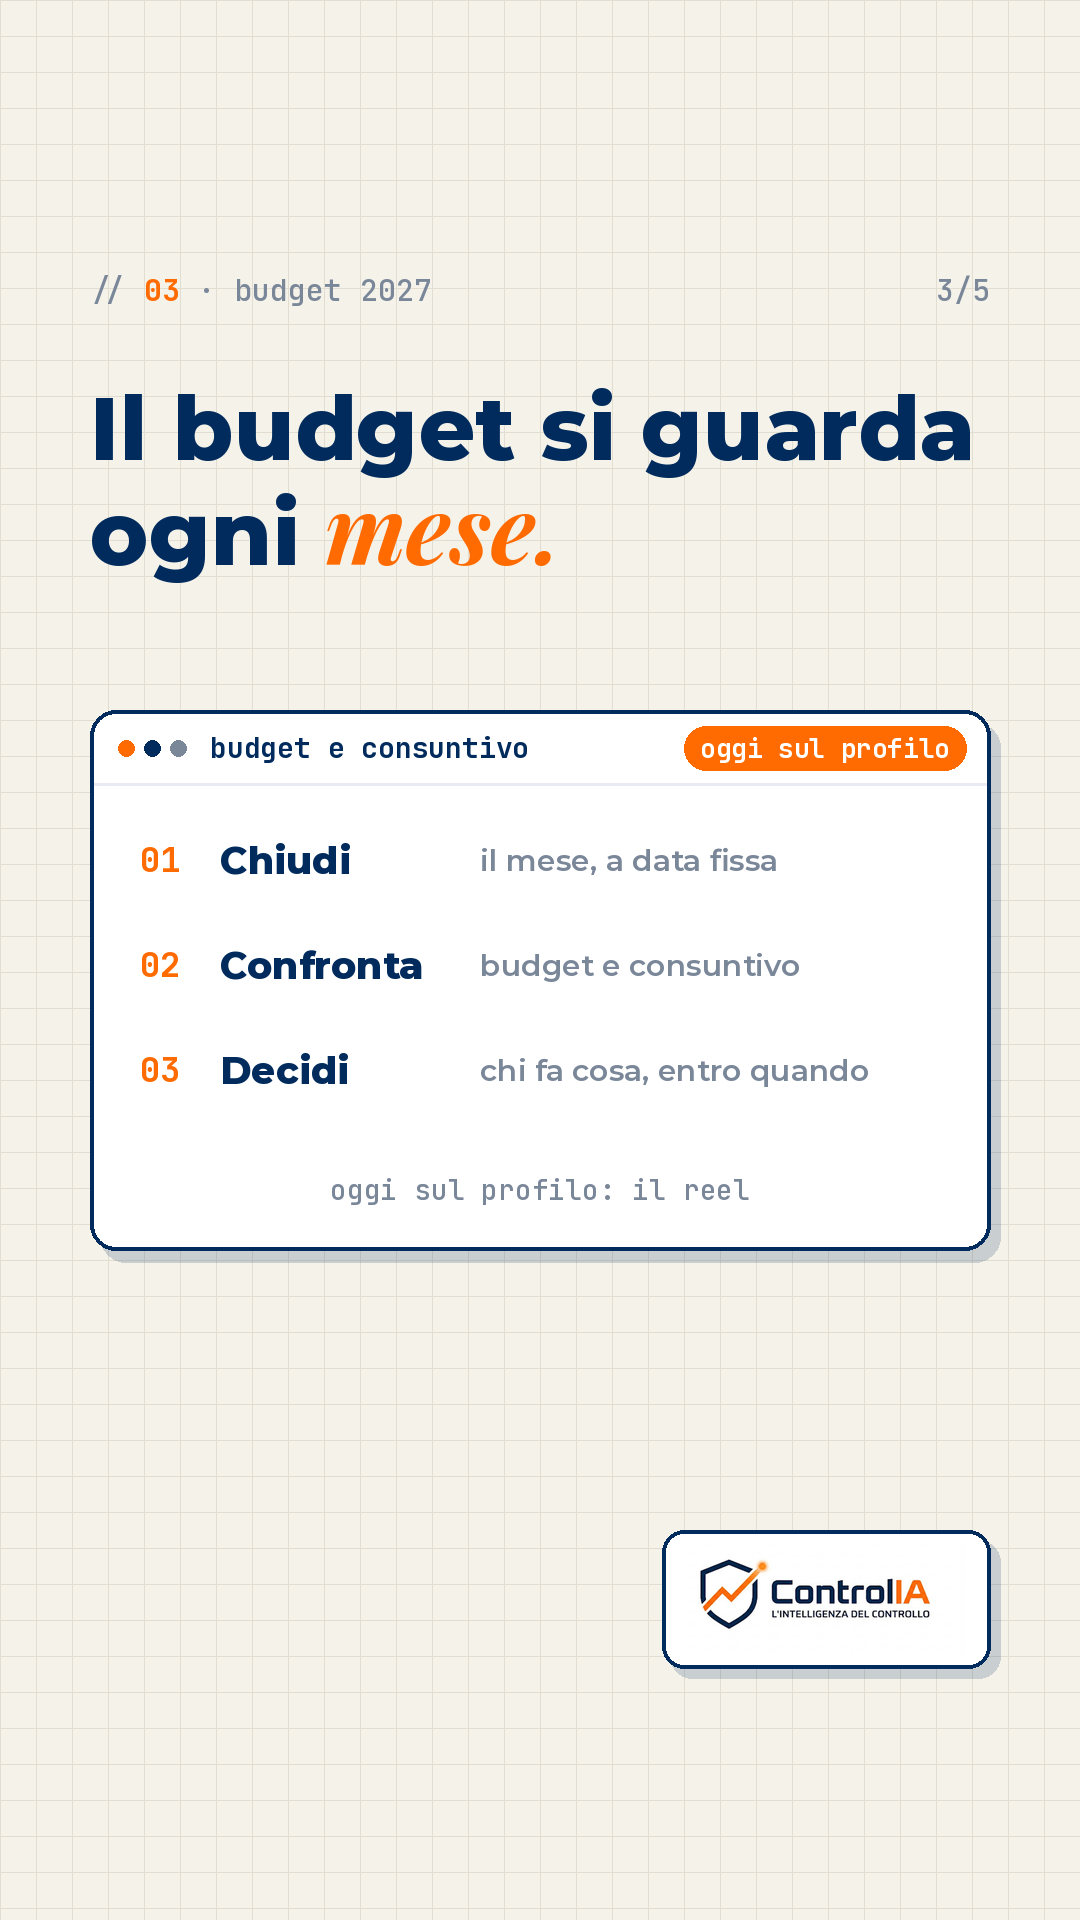 // 03 · budget 2027
3/5
Il budget si guarda
ogni mese.
budget e consuntivo
oggi sul profilo
01 Chiudi il mese, a data fissa
02 Confronta budget e consuntivo
03 Decidi chi fa cosa, entro quando
oggi sul profilo: il reel
ControlIA
L'INTELLIGENZA DEL CONTROLLO